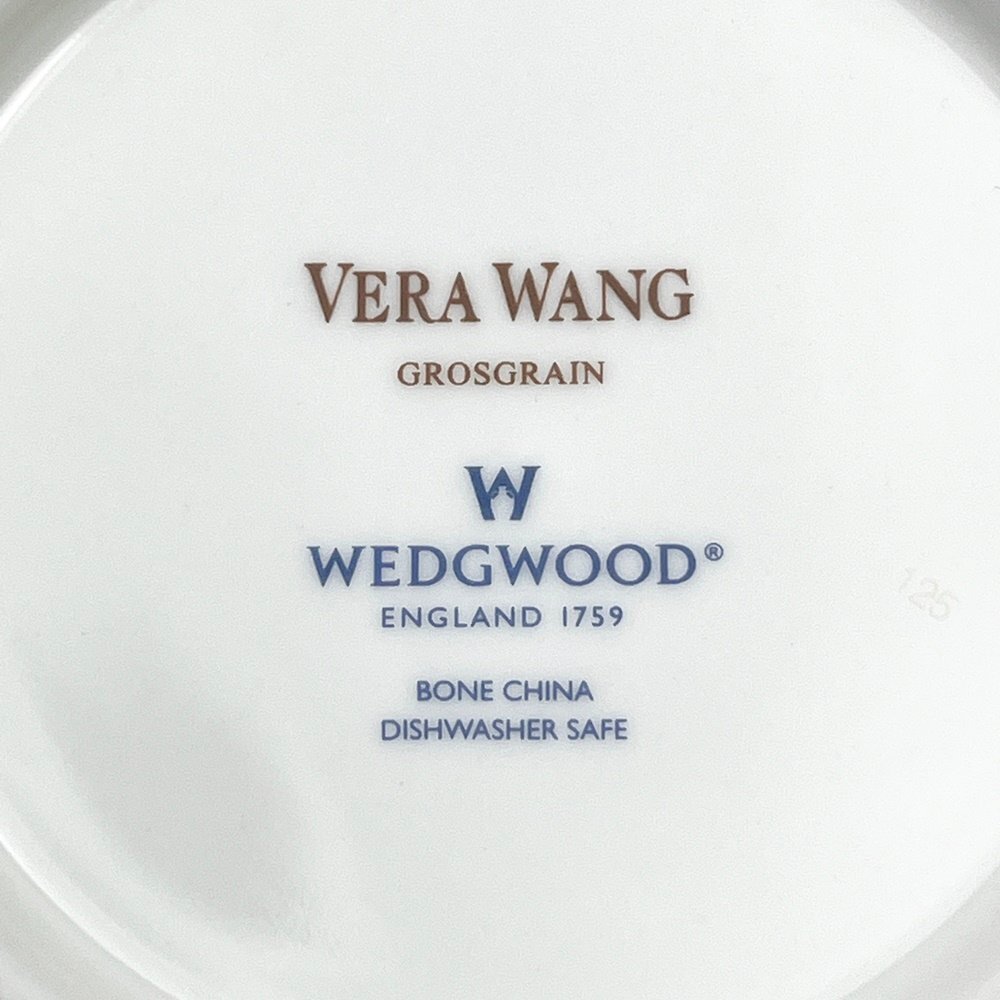 VERA WANG
GROSGRAIN
W
WEDGWOOD®
ENGLAND 1759
125
BONE CHINA
DISHWASHER SAFE